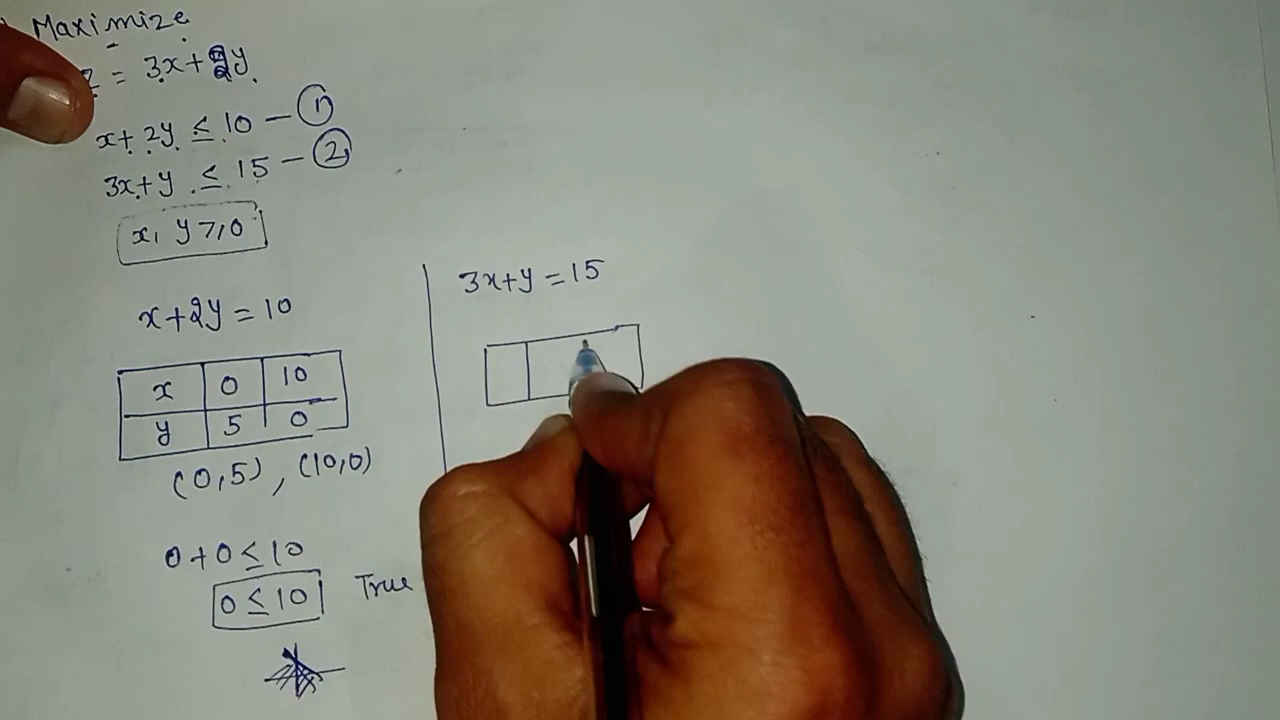 Maximize
Z = 3x+2y
x+2y ≤ 10 – ①
3x+y ≤ 15 – ②
x, y ≥ 0
x+2y = 10
x 0 10
y 5 0
(0,5), (10,0)
0+0 ≤ 10
0 ≤ 10 True
3x+y = 15